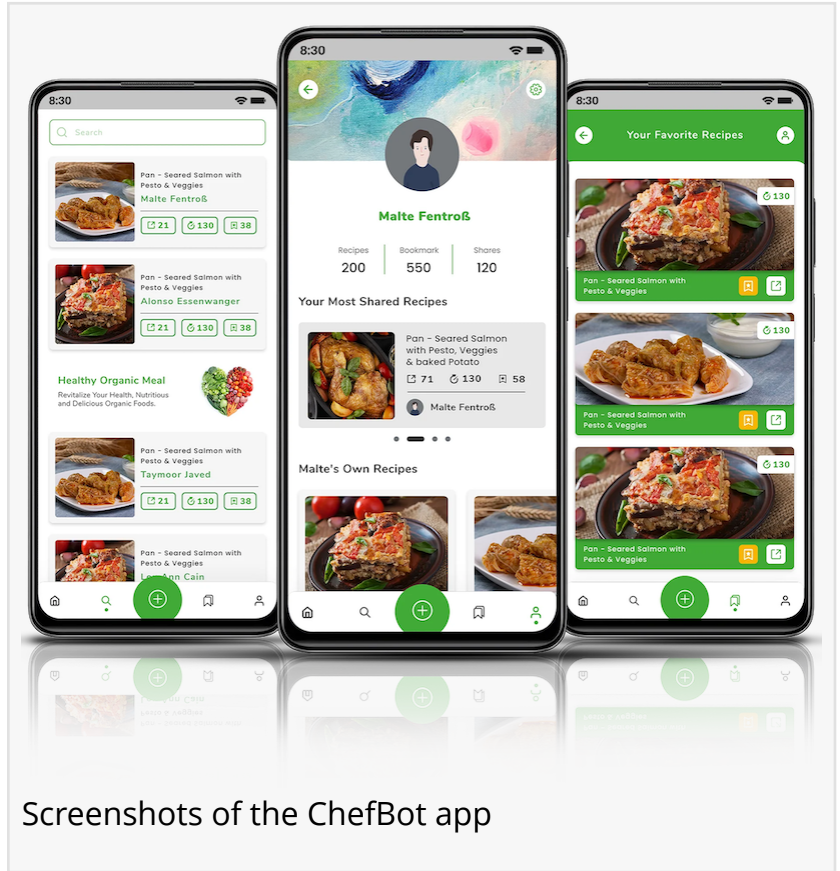 8:30
Search
Pan - Seared Salmon with
Pesto & Veggies
Malte Fentroß
21 130 38
Pan - Seared Salmon with
Pesto & Veggies
Alonso Essenwanger
21 130 38
Healthy Organic Meal
Revitalize Your Health, Nutritious
and Delicious Organic Foods.
Pan - Seared Salmon with
Pesto & Veggies
Taymoor Javed
21 130 38
Pan - Seared Salmon with
Pesto & Veggies
Ann Cain
8:30
Malte Fentroß
Recipes Bookmark Shares
200 550 120
Your Most Shared Recipes
Pan - Seared Salmon
with Pesto, Veggies
& baked Potato
71 130 58
Malte Fentroß
Malte's Own Recipes
8:30
Your Favorite Recipes
130
Pan - Seared Salmon with
Pesto & Veggies
130
Pan - Seared Salmon with
Pesto & Veggies
130
Pan - Seared Salmon with
Pesto & Veggies
Screenshots of the ChefBot app